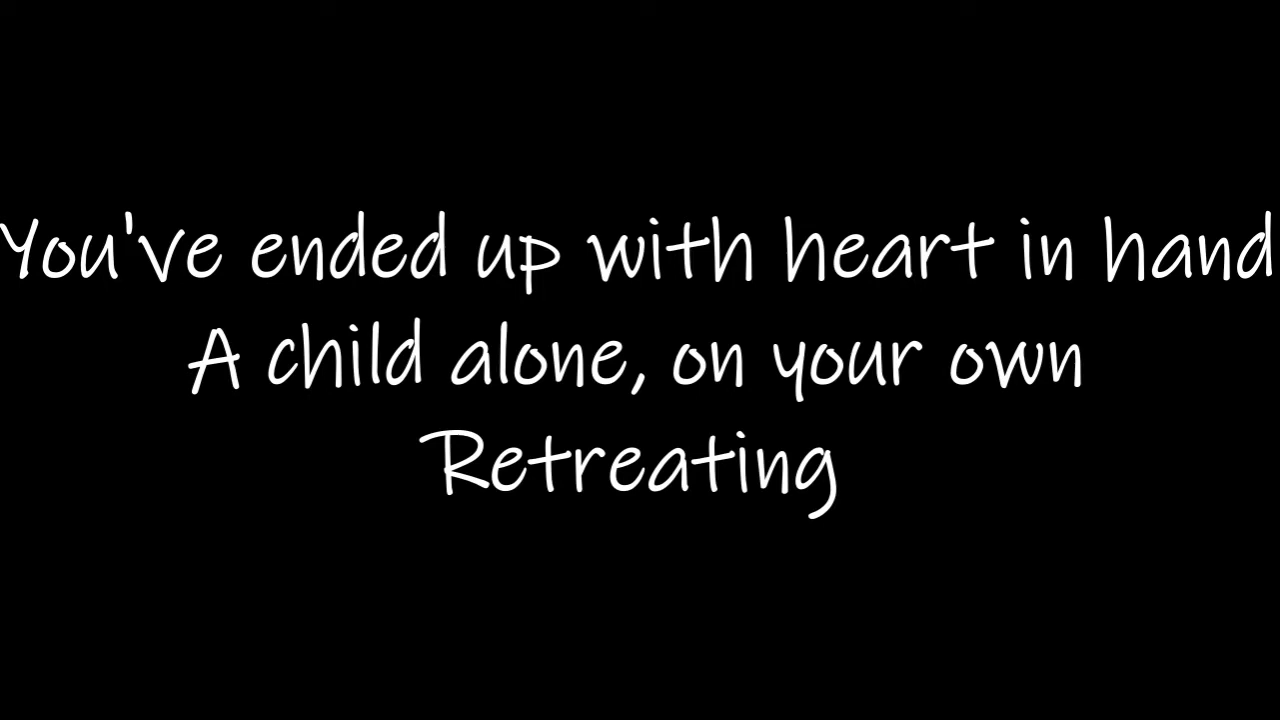 You've ended up with heart in hand
A child alone, on your own
Retreating